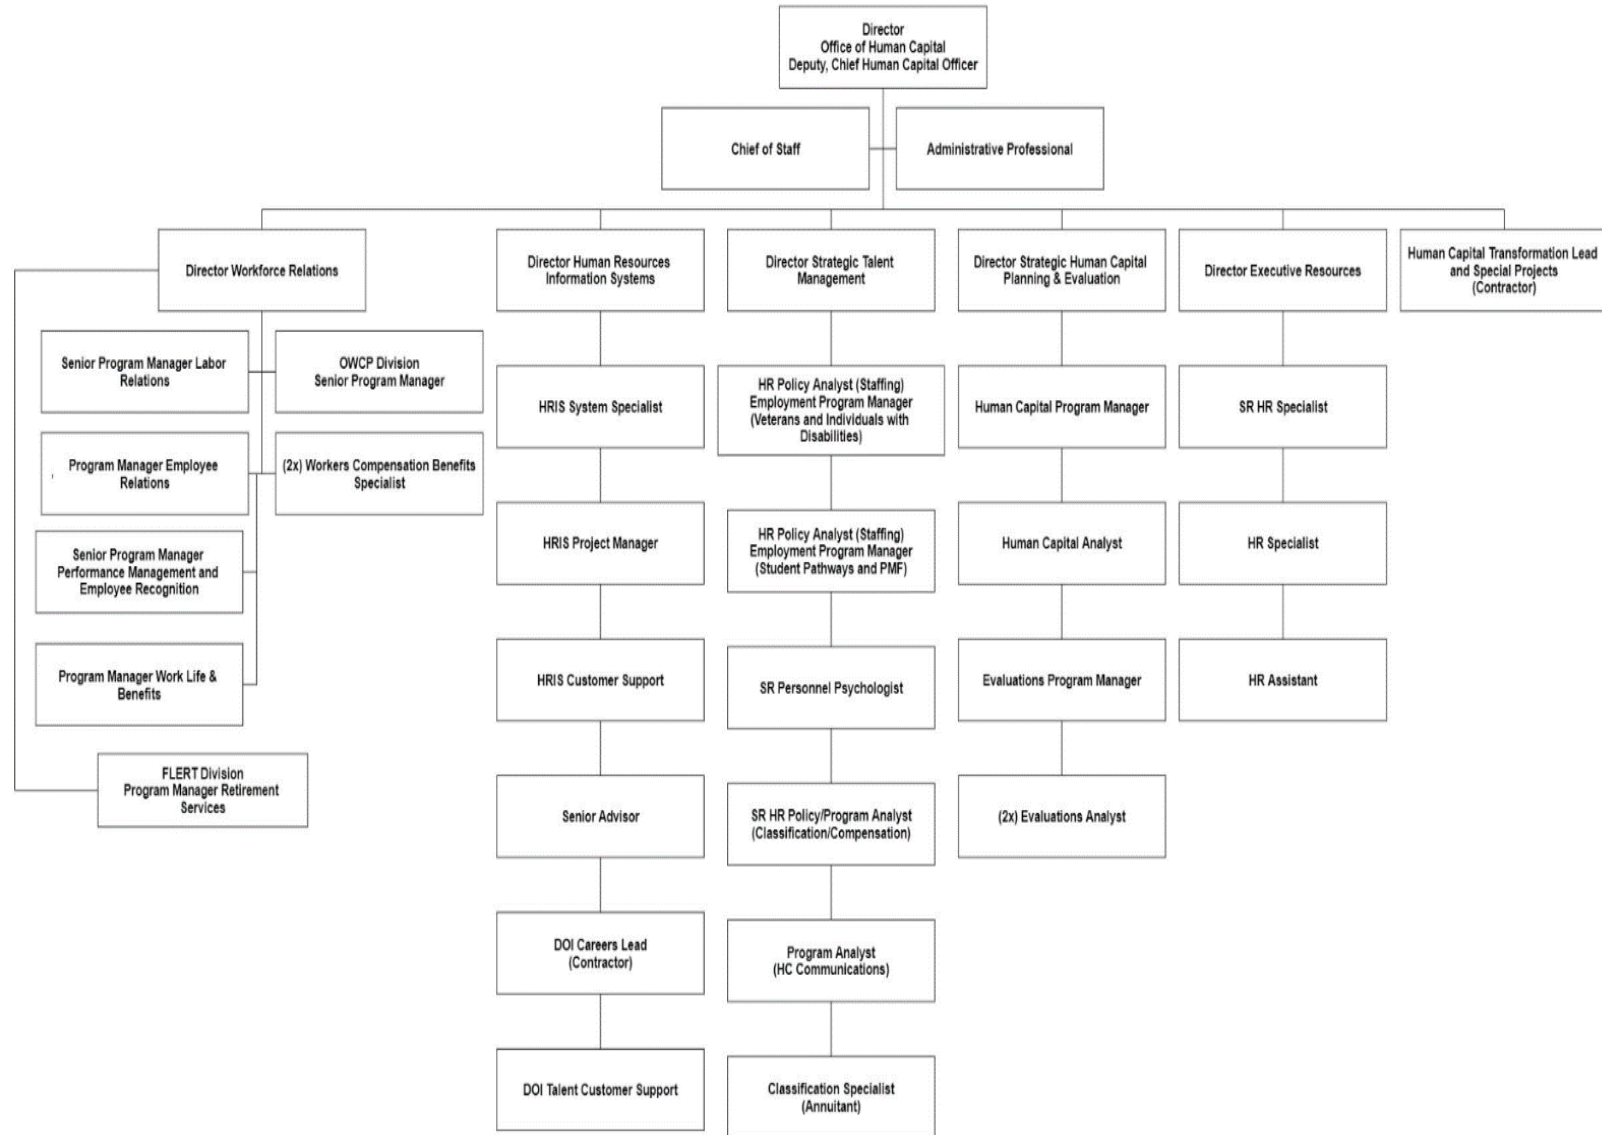 Director
Office of Human Capital
Deputy, Chief Human Capital Officer
Chief of Staff
Administrative Professional
Director Workforce Relations
Senior Program Manager Labor
Relations
OWCP Division
Senior Program Manager
Program Manager Employee
Relations
(2x) Workers Compensation Benefits
Specialist
Senior Program Manager
Performance Management and
Employee Recognition
Program Manager Work Life &
Benefits
FLERT Division
Program Manager Retirement
Services
Director Human Resources
Information Systems
HRIS System Specialist
HRIS Project Manager
HRIS Customer Support
Senior Advisor
DOI Careers Lead
(Contractor)
DOI Talent Customer Support
Director Strategic Talent
Management
HR Policy Analyst (Staffing)
Employment Program Manager
(Veterans and Individuals with
Disabilities)
HR Policy Analyst (Staffing)
Employment Program Manager
(Student Pathways and PMF)
SR Personnel Psychologist
SR HR Policy/Program Analyst
(Classification/Compensation)
Program Analyst
(HC Communications)
Classification Specialist
(Annuitant)
Director Strategic Human Capital
Planning & Evaluation
Human Capital Program Manager
Human Capital Analyst
Evaluations Program Manager
(2x) Evaluations Analyst
Director Executive Resources
SR HR Specialist
HR Specialist
HR Assistant
Human Capital Transformation Lead
and Special Projects
(Contractor)